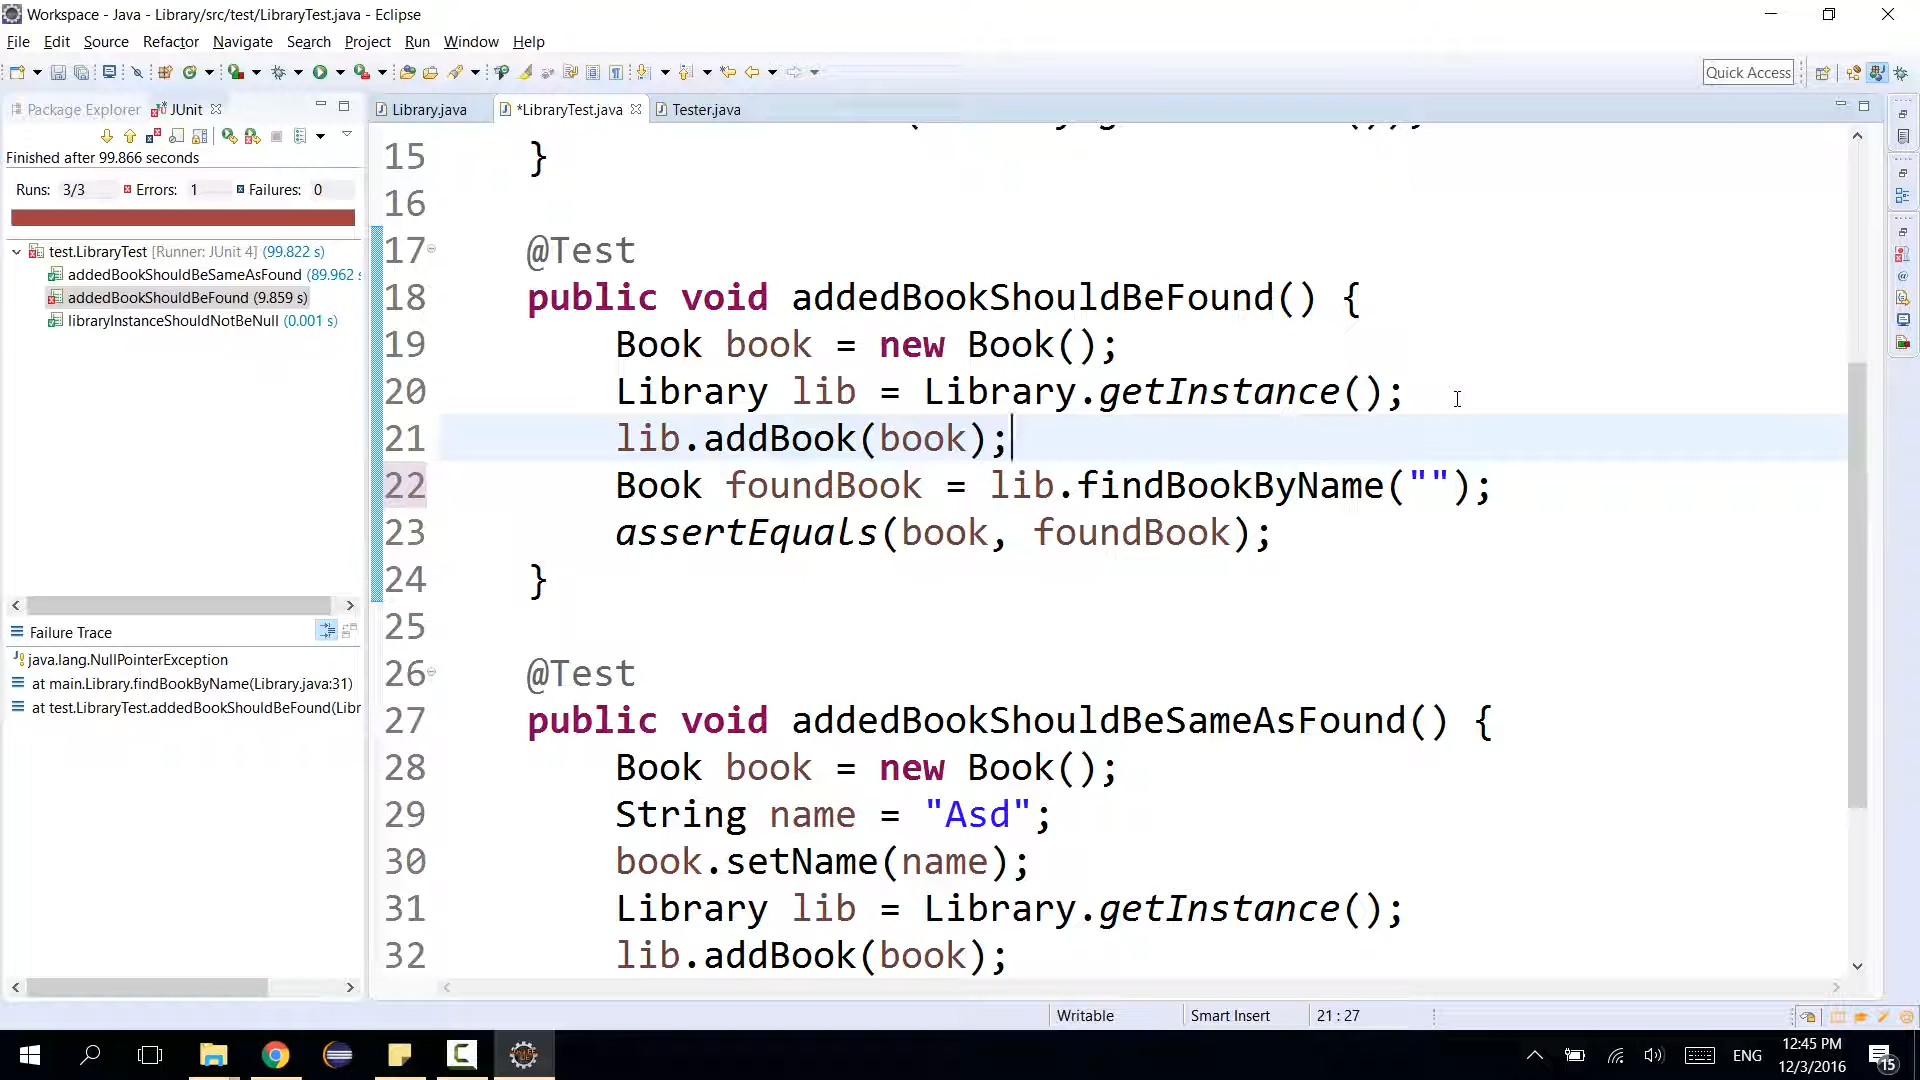 Workspace - Java - Library/src/test/LibraryTest.java - Eclipse
File Edit Source Refactor Navigate Search Project Run Window Help
Quick Access
Package Explorer JUnit
Library.java *LibraryTest.java Tester.java
Finished after 99.866 seconds
Runs: 3/3 Errors: 1 Failures: 0
test.LibraryTest [Runner: JUnit 4] (99.822 s)
addedBookShouldBeSameAsFound (89.962 s
addedBookShouldBeFound (9.859 s)
libraryInstanceShouldNotBeNull (0.001 s)
Failure Trace
java.lang.NullPointerException
at main.Library.findBookByName(Library.java:31)
at test.LibraryTest.addedBookShouldBeFound(Libr
15 }
16
17 @Test
18 public void addedBookShouldBeFound() {
19 Book book = new Book();
20 Library lib = Library.getInstance();
21 lib.addBook(book);
22 Book foundBook = lib.findBookByName("");
23 assertEquals(book, foundBook);
24 }
25
26 @Test
27 public void addedBookShouldBeSameAsFound() {
28 Book book = new Book();
29 String name = "Asd";
30 book.setName(name);
31 Library lib = Library.getInstance();
32 lib.addBook(book);
Writable Smart Insert 21 : 27
ENG
12:45 PM
12/3/2016
15